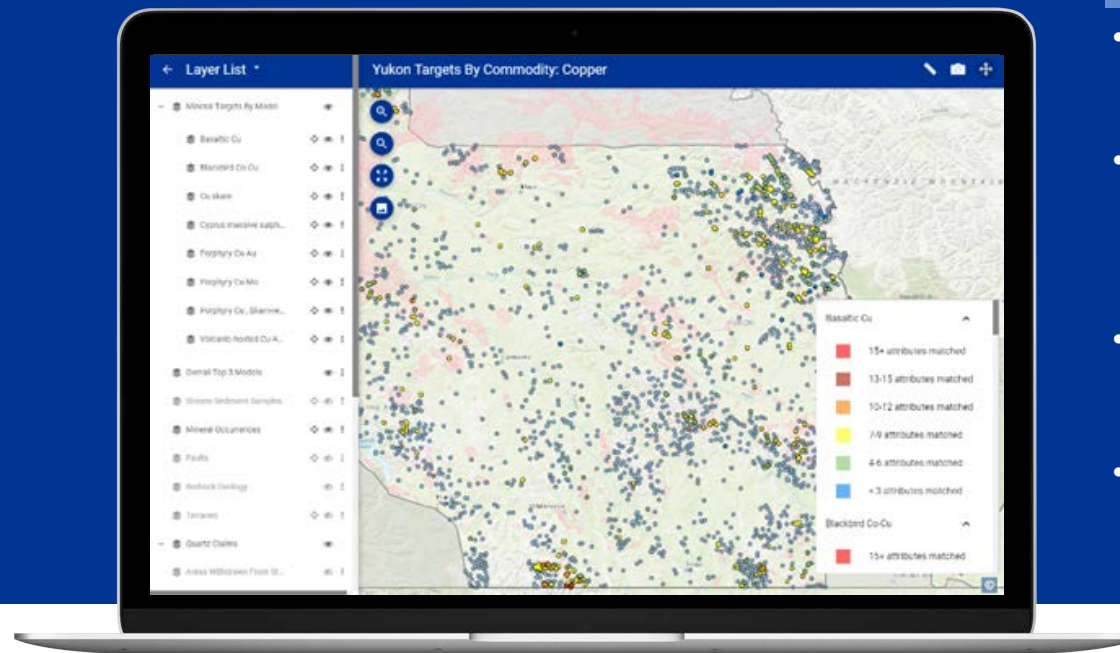 Layer List
Yukon Targets By Commodity: Copper
Mineral Targets By Model
Basaltic Cu
Blackbird Co-Cu
Cu skarn
Cyprus massive sulph...
Porphyry Cu-Au
Porphyry Cu-Mo
Porphyry Cu,
Volcanic-hosted Cu-A...
Overall Top 3 Models
Stream Sediment Samples
Mineral Occurrences
Faults
Bedrock Geology
Terranes
Quartz Claims
Areas Withdrawn From St...
MACKENZIE MOUNTAIN
Basaltic Cu
15+ attributes matched
13-15 attributes matched
10-12 attributes matched
7-9 attributes matched
4-6 attributes matched
< 3 attributes matched
Blackbird Co-Cu
15+ attributes matched